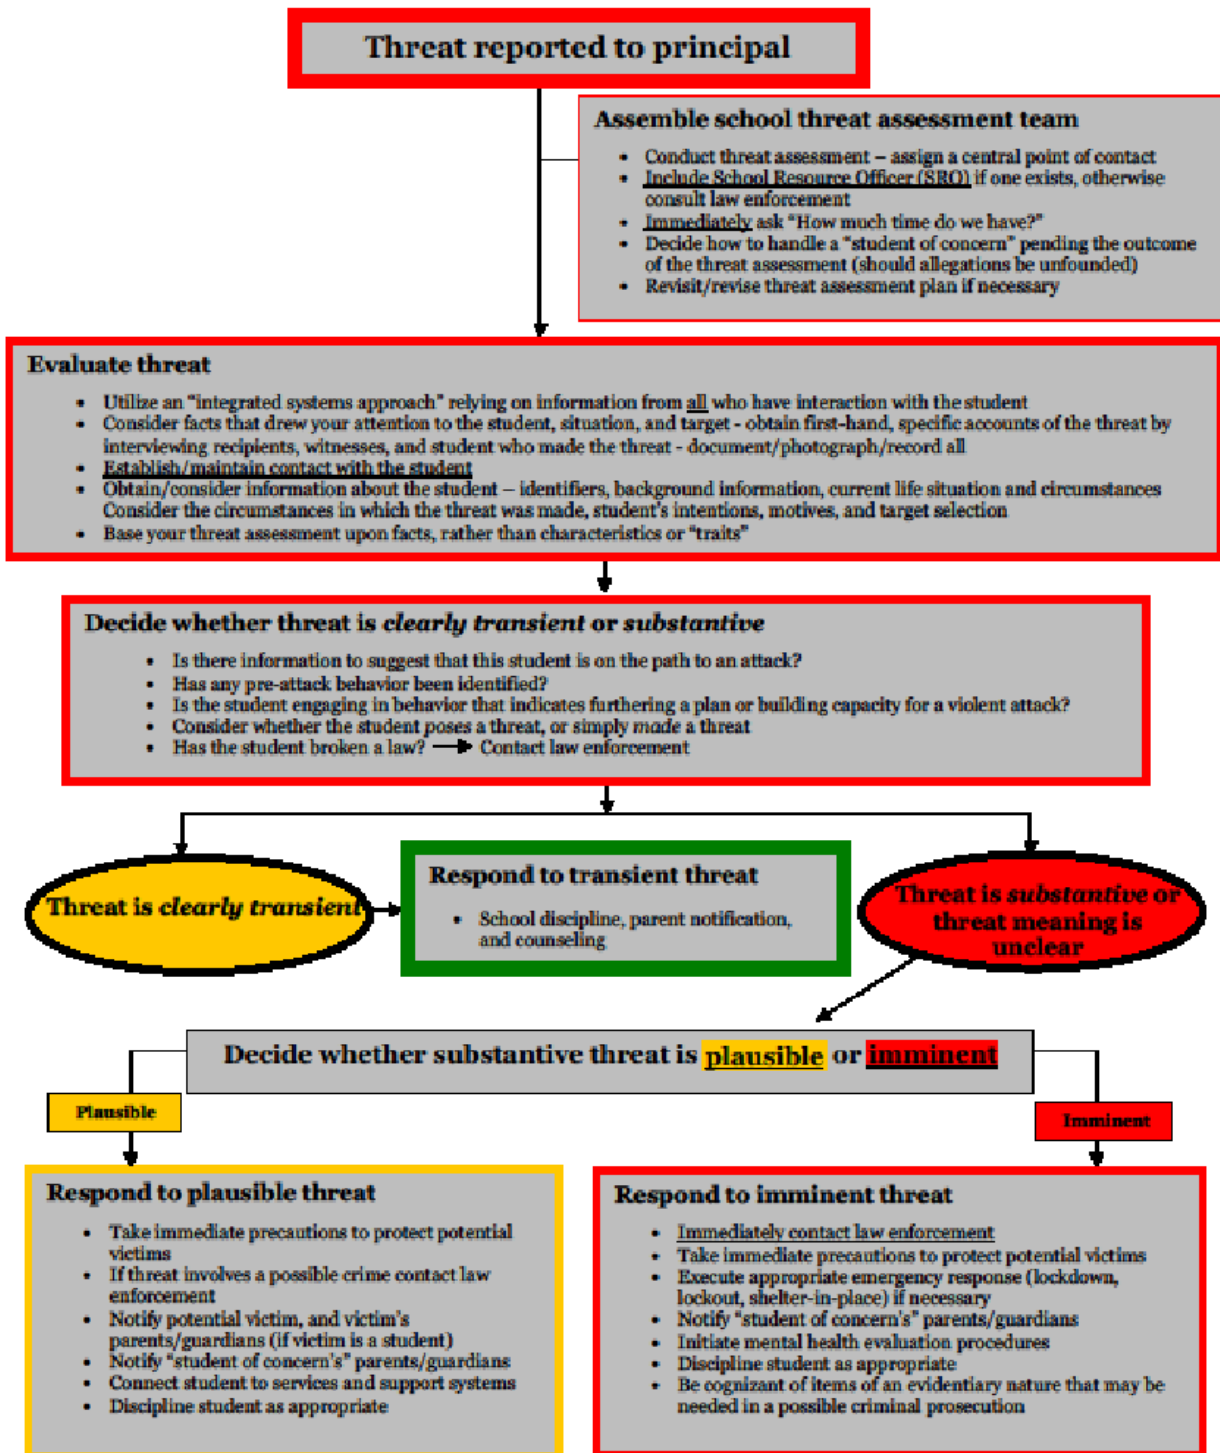 Threat reported to principal
Assemble school threat assessment team
• Conduct threat assessment – assign a central point of contact
• Include School Resource Officer (SRO) if one exists, otherwise
consult law enforcement
• Immediately ask “How much time do we have?”
• Decide how to handle a “student of concern” pending the outcome
of the threat assessment (should allegations be unfounded)
• Revisit/revise threat assessment plan if necessary
Evaluate threat
• Utilize an “integrated systems approach” relying on information from all who have interaction with the student
• Consider facts that drew your attention to the student, situation, and target - obtain first-hand, specific accounts of the threat by
interviewing recipients, witnesses, and student who made the threat - document/photograph/record all
• Establish/maintain contact with the student
• Obtain/consider information about the student – identifiers, background information, current life situation and circumstances
Consider the circumstances in which the threat was made, student’s intentions, motives, and target selection
• Base your threat assessment upon facts, rather than characteristics or “traits”
Decide whether threat is clearly transient or substantive
• Is there information to suggest that this student is on the path to an attack?
• Has any pre-attack behavior been identified?
• Is the student engaging in behavior that indicates furthering a plan or building capacity for a violent attack?
• Consider whether the student poses a threat, or simply made a threat
• Has the student broken a law? Contact law enforcement
Threat is clearly transient
Respond to transient threat
• School discipline, parent notification,
and counseling
Threat is substantive or
threat meaning is
unclear
Decide whether substantive threat is plausible or imminent
Plausible
Imminent
Respond to plausible threat
• Take immediate precautions to protect potential
victims
• If threat involves a possible crime contact law
enforcement
• Notify potential victim, and victim’s
parents/guardians (if victim is a student)
• Notify “student of concern’s” parents/guardians
• Connect student to services and support systems
• Discipline student as appropriate
Respond to imminent threat
• Immediately contact law enforcement
• Take immediate precautions to protect potential victims
• Execute appropriate emergency response (lockdown,
lockout, shelter-in-place) if necessary
• Notify “student of concern’s” parents/guardians
• Initiate mental health evaluation procedures
• Discipline student as appropriate
• Be cognizant of items of an evidentiary nature that may be
needed in a possible criminal prosecution